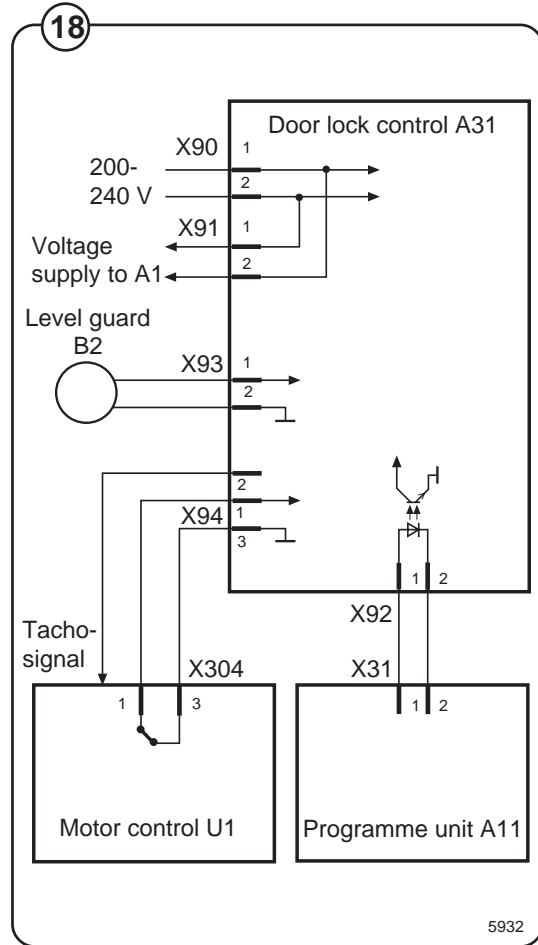 18
Door lock control A31
X90
1
200-
2
240 V
X91
1
Voltage
2
supply to A1
Level guard
B2
X93
1
2
2
X94
1
3
1
2
X92
Tacho-
signal
X304
X31
1
3
1
2
Motor control U1
Programme unit A11
5932